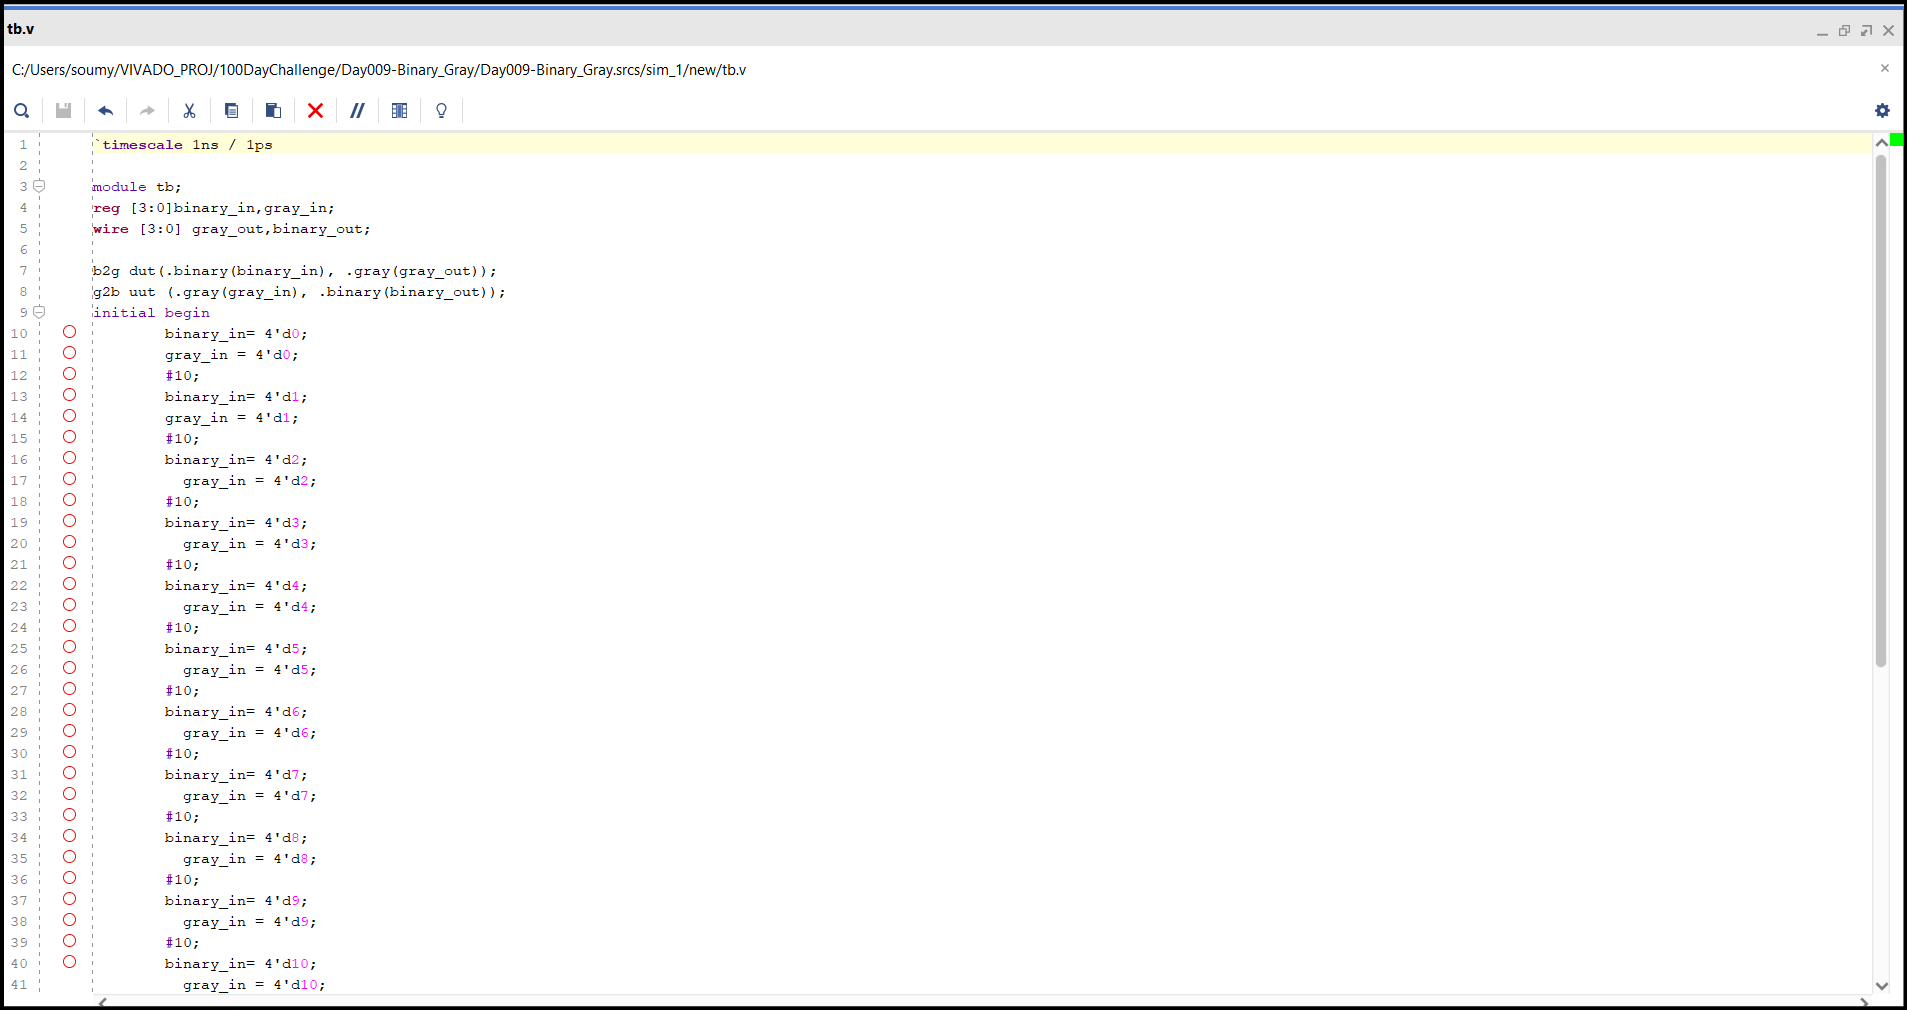 tb.v
C:/Users/soumy/VIVADO_PROJ/100DayChallenge/Day009-Binary_Gray/Day009-Binary_Gray.srcs/sim_1/new/tb.v
1 `timescale 1ns / 1ps
2
3 module tb;
4 reg [3:0]binary_in,gray_in;
5 wire [3:0] gray_out,binary_out;
6
7 b2g dut(.binary(binary_in), .gray(gray_out));
8 g2b uut (.gray(gray_in), .binary(binary_out));
9 initial begin
10 binary_in= 4'd0;
11 gray_in = 4'd0;
12 #10;
13 binary_in= 4'd1;
14 gray_in = 4'd1;
15 #10;
16 binary_in= 4'd2;
17 gray_in = 4'd2;
18 #10;
19 binary_in= 4'd3;
20 gray_in = 4'd3;
21 #10;
22 binary_in= 4'd4;
23 gray_in = 4'd4;
24 #10;
25 binary_in= 4'd5;
26 gray_in = 4'd5;
27 #10;
28 binary_in= 4'd6;
29 gray_in = 4'd6;
30 #10;
31 binary_in= 4'd7;
32 gray_in = 4'd7;
33 #10;
34 binary_in= 4'd8;
35 gray_in = 4'd8;
36 #10;
37 binary_in= 4'd9;
38 gray_in = 4'd9;
39 #10;
40 binary_in= 4'd10;
41 gray_in = 4'd10;